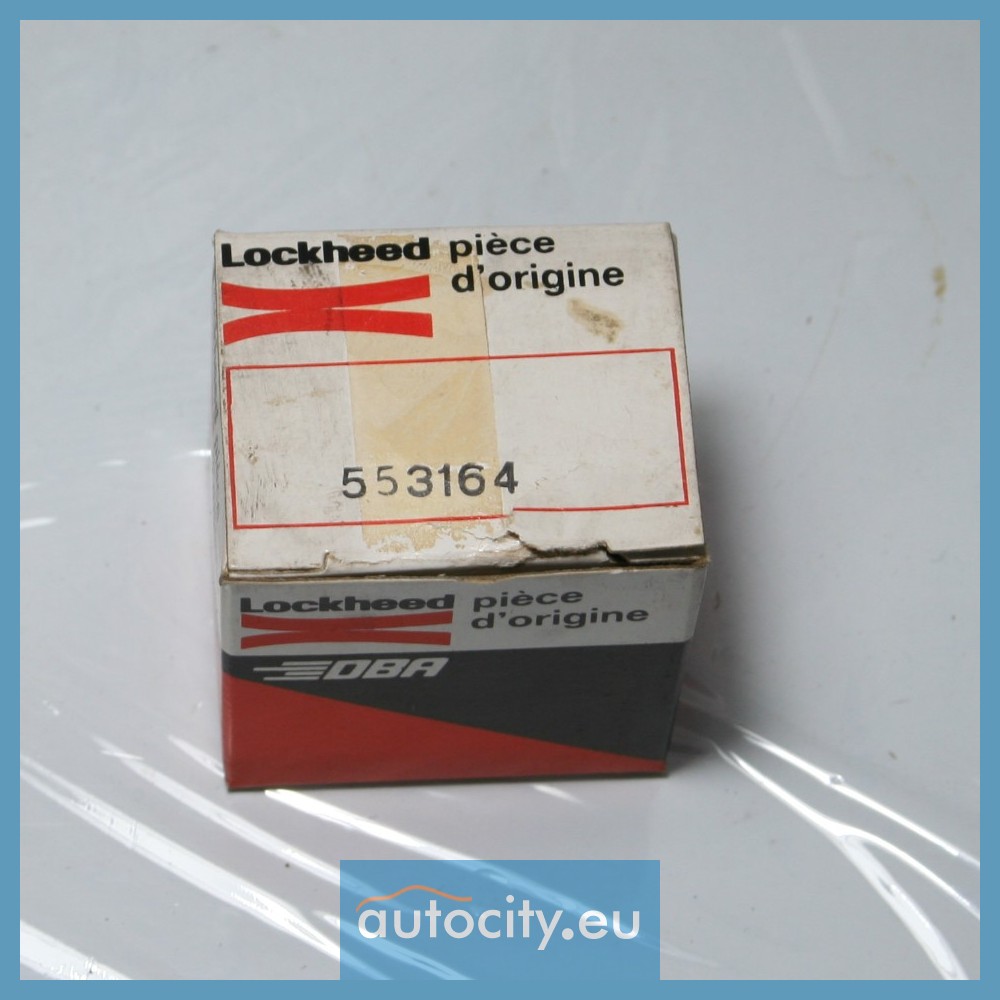 Lockheed pièce
d'origine
553164
Lockheed pièce
d'origine
DBA
autocity.eu